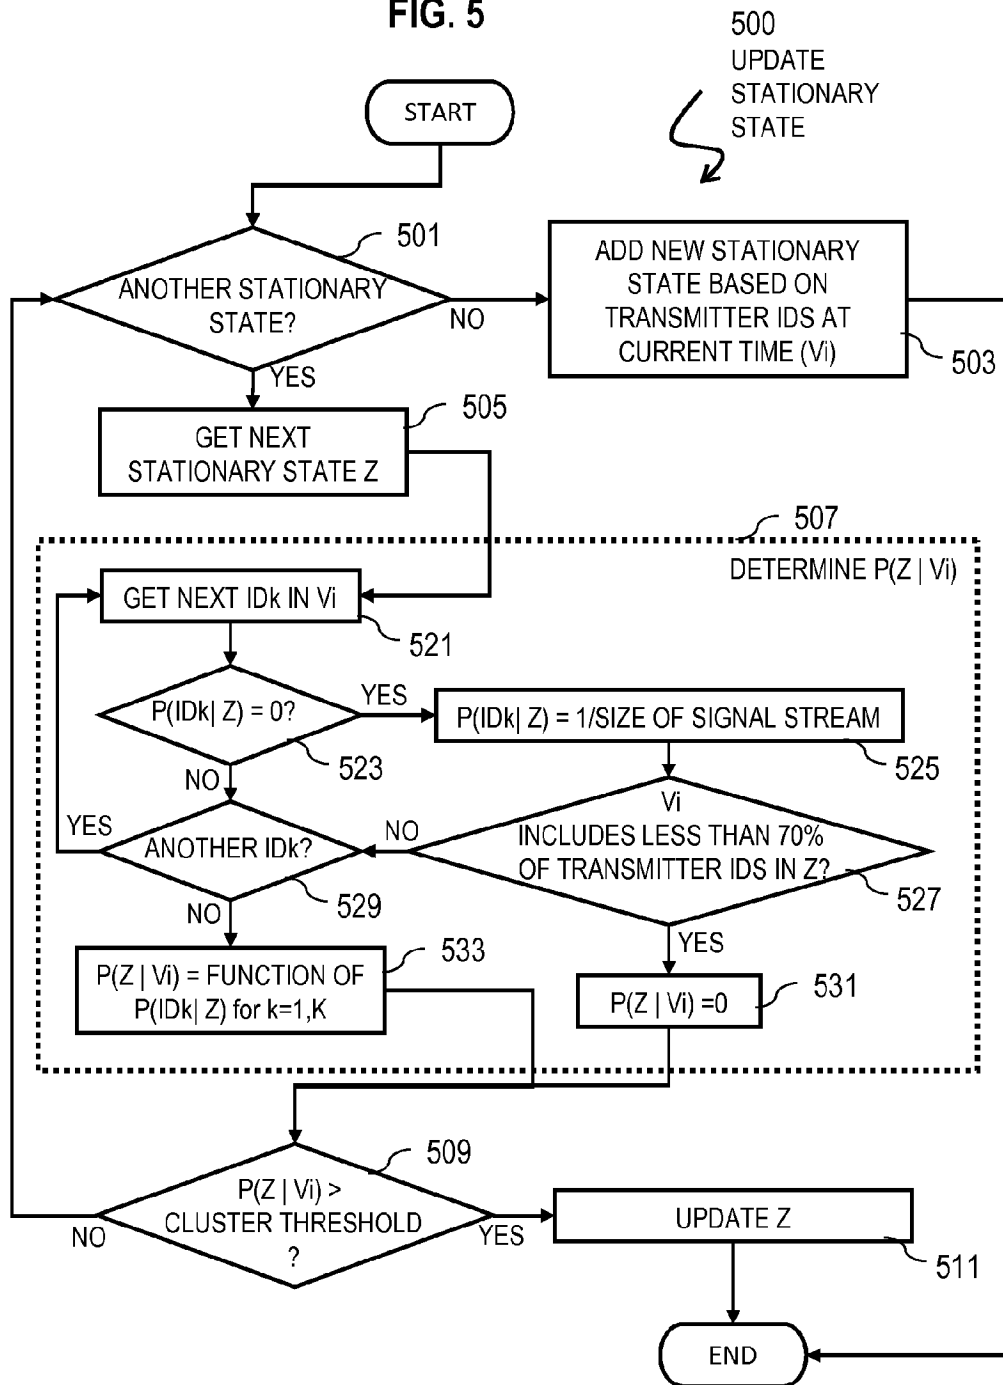 FIG. 5
500
UPDATE
STATIONARY
STATE
START
501
ANOTHER STATIONARY
STATE?
NO
YES
ADD NEW STATIONARY
STATE BASED ON
TRANSMITTER IDS AT
CURRENT TIME (Vi)
503
505
GET NEXT
STATIONARY STATE Z
507
DETERMINE P(Z | Vi)
GET NEXT IDk IN Vi
521
P(IDk| Z) = 0?
YES
523
NO
P(IDk| Z) = 1/SIZE OF SIGNAL STREAM
525
Vi
INCLUDES LESS THAN 70%
OF TRANSMITTER IDS IN Z?
527
NO
YES
YES
ANOTHER IDk?
529
NO
533
P(Z | Vi) = FUNCTION OF
P(IDk| Z) for k=1,K
531
P(Z | Vi) =0
509
P(Z | Vi) >
CLUSTER THRESHOLD
?
NO
YES
UPDATE Z
511
END